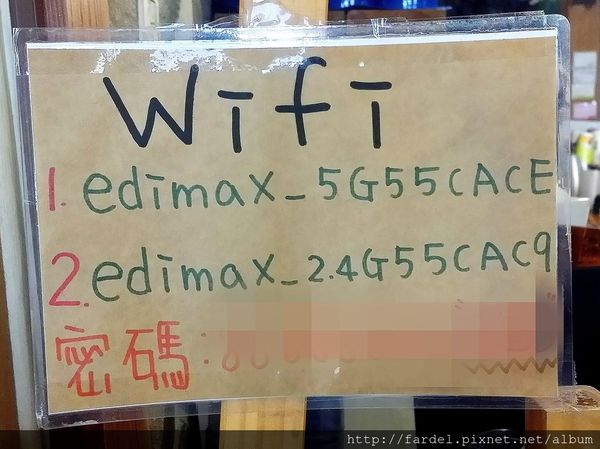 Wifi
1. edimax_5G55CACE
2. edimax_2.4G55CAC9
密碼:
http://fardel.pixnet.net/album